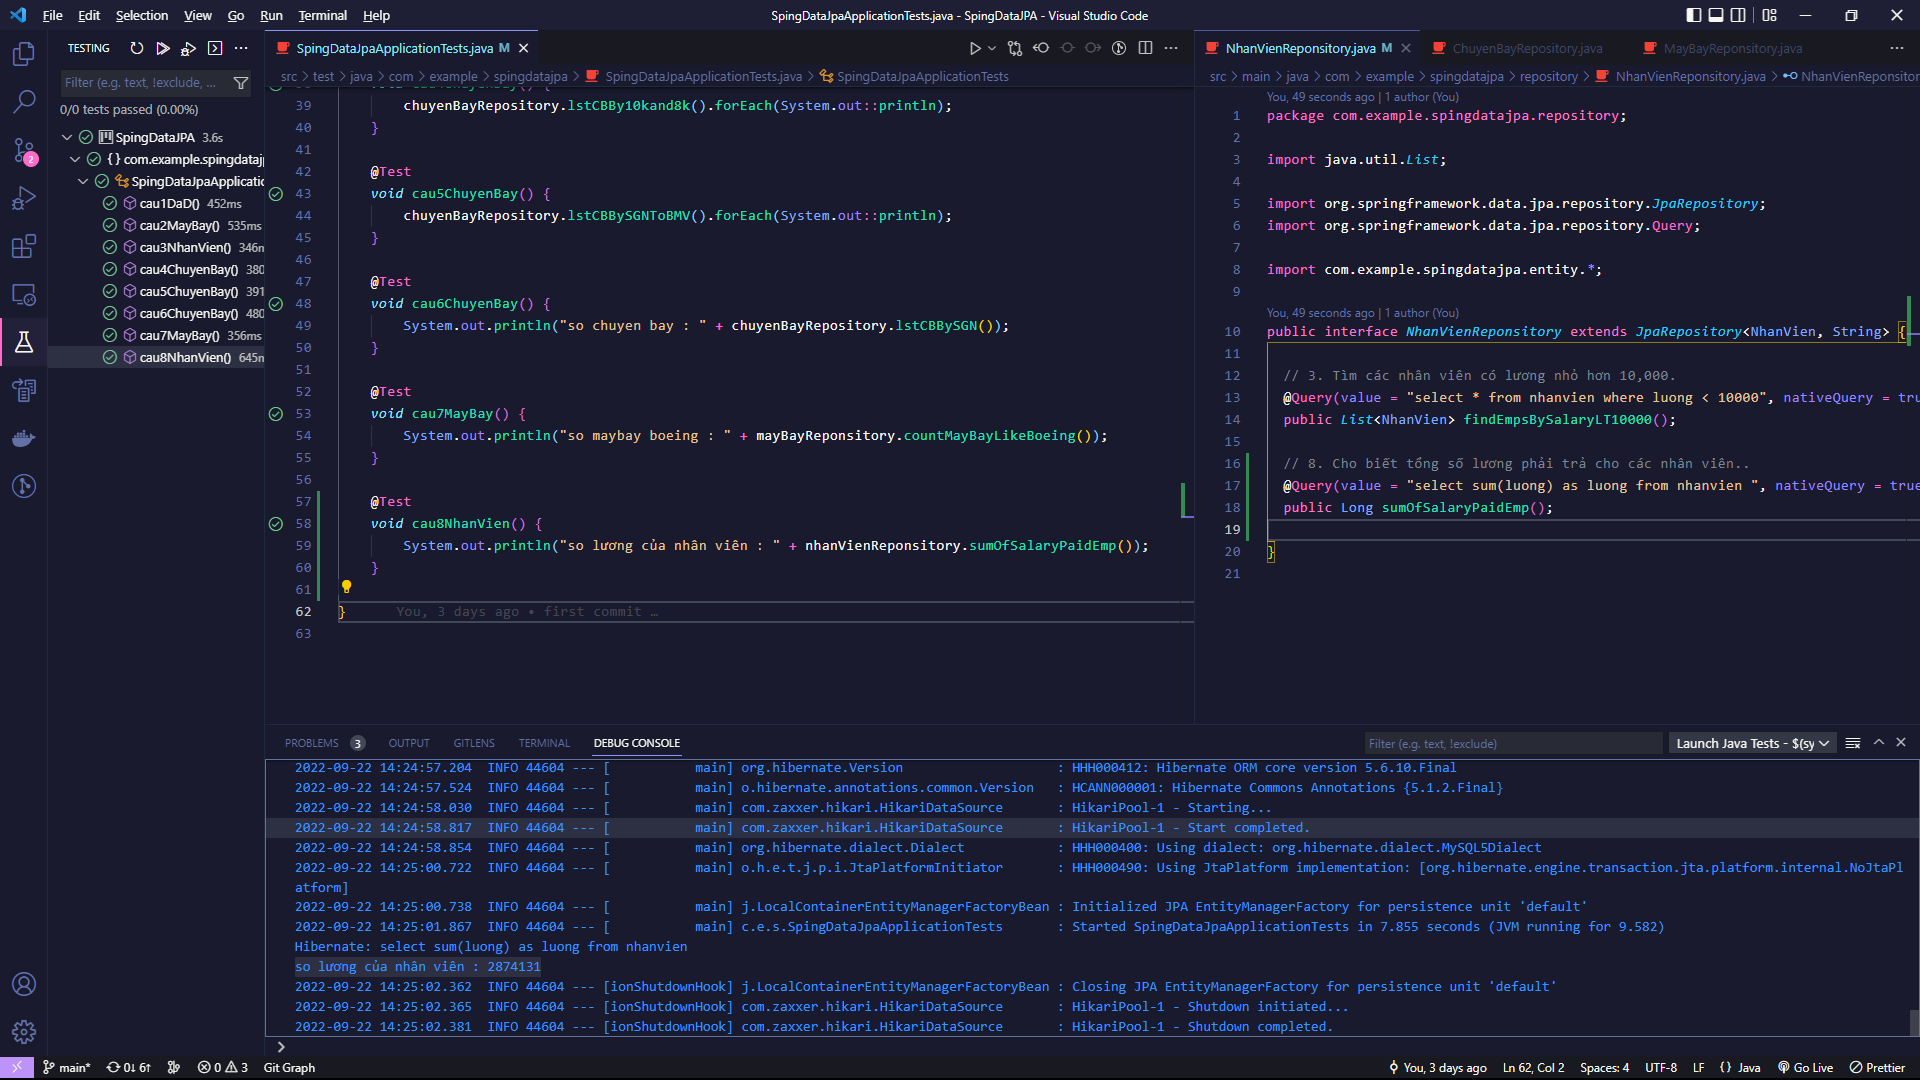 File Edit Selection View Go Run Terminal Help
SpingDataJpaApplicationTests.java - SpingDataJPA - Visual Studio Code
TESTING
Filter (e.g. text, !exclude, ...
0/0 tests passed (0.00%)
SpingDataJPA 3.6s
{} com.example.spingdataj
SpingDataJpaApplicatio
cau1DaD() 452ms
cau2MayBay() 535ms
cau3NhanVien() 346m
cau4ChuyenBay() 380
cau5ChuyenBay() 391
cau6ChuyenBay() 480
cau7MayBay() 356ms
cau8NhanVien() 645m
2
SpingDataJpaApplicationTests.java M
src > test > java > com > example > spingdatajpa > SpingDataJpaApplicationTests.java > SpingDataJpaApplicationTests
39 chuyenBayRepository.lstCBBy10kand8k().forEach(System.out::println);
40 }
41
42 @Test
43 void cau5ChuyenBay() {
44 chuyenBayRepository.lstCBBySGNToBMV().forEach(System.out::println);
45 }
46
47 @Test
48 void cau6ChuyenBay() {
49 System.out.println("so chuyen bay : " + chuyenBayRepository.lstCBBySGN());
50 }
51
52 @Test
53 void cau7MayBay() {
54 System.out.println("so maybay boeing : " + mayBayReponsitory.countMayBayLikeBoeing());
55 }
56
57 @Test
58 void cau8NhanVien() {
59 System.out.println("so lương của nhân viên : " + nhanVienReponsitory.sumOfSalaryPaidEmp());
60 }
61
62 } You, 3 days ago • first commit …
63
NhanVienReponsitory.java M ChuyenBayRepository.java MayBayReponsitory.java
src > main > java > com > example > spingdatajpa > repository > NhanVienReponsitory.java > NhanVienReponsitor
You, 49 seconds ago | 1 author (You)
1 package com.example.spingdatajpa.repository;
2
3 import java.util.List;
4
5 import org.springframework.data.jpa.repository.JpaRepository;
6 import org.springframework.data.jpa.repository.Query;
7
8 import com.example.spingdatajpa.entity.*;
9
You, 49 seconds ago | 1 author (You)
10 public interface NhanVienReponsitory extends JpaRepository<NhanVien, String> {
11
12 // 3. Tìm các nhân viên có lương nhỏ hơn 10,000.
13 @Query(value = "select * from nhanvien where luong < 10000", nativeQuery = tru
14 public List<NhanVien> findEmpsBySalaryLT10000();
15
16 // 8. Cho biết tổng số lương phải trả cho các nhân viên..
17 @Query(value = "select sum(luong) as luong from nhanvien ", nativeQuery = true
18 public Long sumOfSalaryPaidEmp();
19
20 }
21
PROBLEMS 3 OUTPUT GITLENS TERMINAL DEBUG CONSOLE
Filter (e.g. text, !exclude)
Launch Java Tests - $(sy
2022-09-22 14:24:57.204 INFO 44604 --- [ main] org.hibernate.Version : HHH000412: Hibernate ORM core version 5.6.10.Final
2022-09-22 14:24:57.524 INFO 44604 --- [ main] o.hibernate.annotations.common.Version : HCANN000001: Hibernate Commons Annotations {5.1.2.Final}
2022-09-22 14:24:58.030 INFO 44604 --- [ main] com.zaxxer.hikari.HikariDataSource : HikariPool-1 - Starting...
2022-09-22 14:24:58.817 INFO 44604 --- [ main] com.zaxxer.hikari.HikariDataSource : HikariPool-1 - Start completed.
2022-09-22 14:24:58.854 INFO 44604 --- [ main] org.hibernate.dialect.Dialect : HHH000400: Using dialect: org.hibernate.dialect.MySQL5Dialect
2022-09-22 14:25:00.722 INFO 44604 --- [ main] o.h.e.t.j.p.i.JtaPlatformInitiator : HHH000490: Using JtaPlatform implementation: [org.hibernate.engine.transaction.jta.platform.internal.NoJtaPl
atform]
2022-09-22 14:25:00.738 INFO 44604 --- [ main] j.LocalContainerEntityManagerFactoryBean : Initialized JPA EntityManagerFactory for persistence unit 'default'
2022-09-22 14:25:01.867 INFO 44604 --- [ main] c.e.s.SpingDataJpaApplicationTests : Started SpingDataJpaApplicationTests in 7.855 seconds (JVM running for 9.582)
Hibernate: select sum(luong) as luong from nhanvien
so lương của nhân viên : 2874131
2022-09-22 14:25:02.362 INFO 44604 --- [ionShutdownHook] j.LocalContainerEntityManagerFactoryBean : Closing JPA EntityManagerFactory for persistence unit 'default'
2022-09-22 14:25:02.365 INFO 44604 --- [ionShutdownHook] com.zaxxer.hikari.HikariDataSource : HikariPool-1 - Shutdown initiated...
2022-09-22 14:25:02.381 INFO 44604 --- [ionShutdownHook] com.zaxxer.hikari.HikariDataSource : HikariPool-1 - Shutdown completed.
main* 0↓ 6↑ 0 3 Git Graph
You, 3 days ago Ln 62, Col 2 Spaces: 4 UTF-8 LF {} Java Go Live Prettier